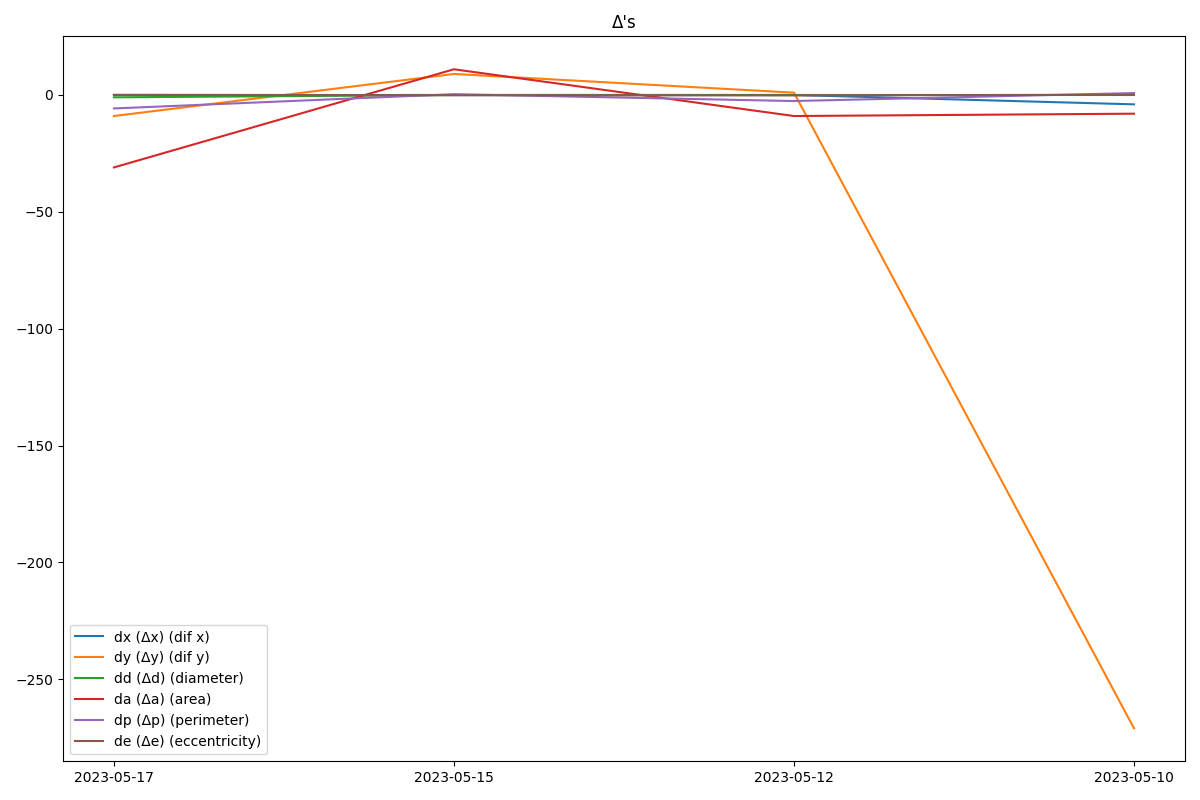 Δ's
0
−50
−100
−150
−200
−250
dx (Δx) (dif x)
dy (Δy) (dif y)
dd (Δd) (diameter)
da (Δa) (area)
dp (Δp) (perimeter)
de (Δe) (eccentricity)
2023-05-17 2023-05-15 2023-05-12 2023-05-10